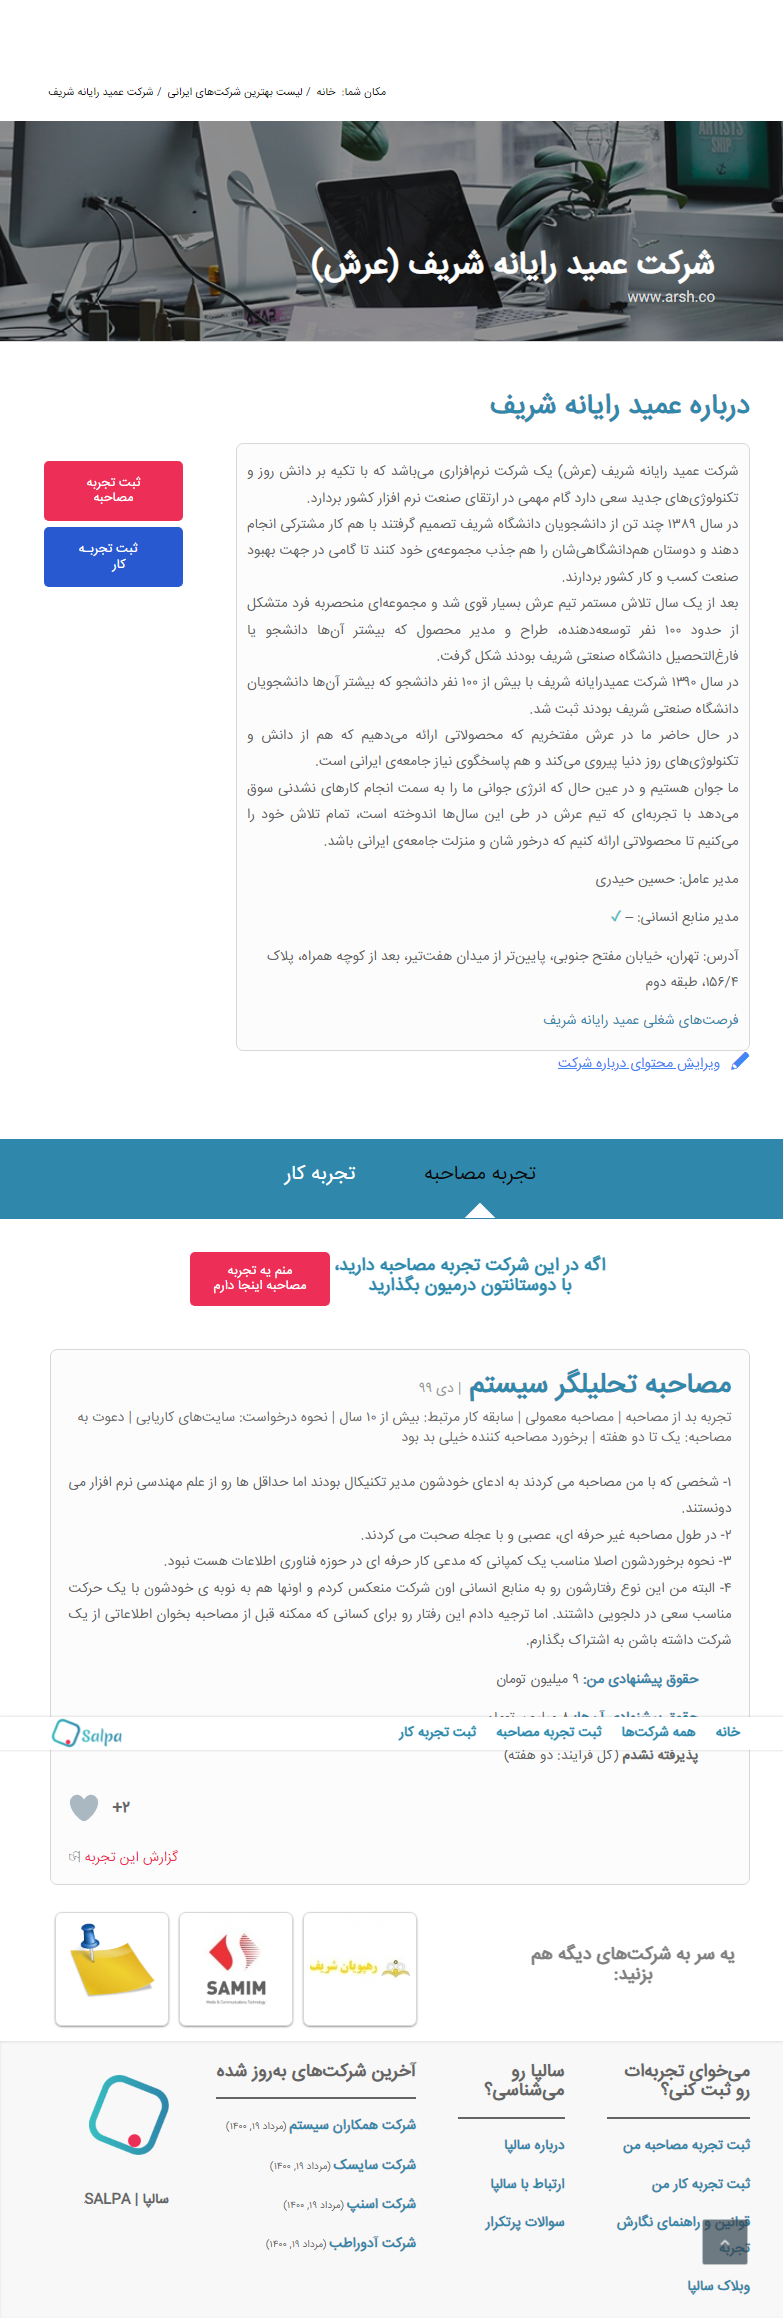 مکان شما: خانه / لیست بهترین شرکت‌های ایرانی / شرکت عمید رایانه شریف
ARTISTS
SHIP
شرکت عمید رایانه شریف (عرش)
www.arsh.co
درباره عمید رایانه شریف
ثبت تجربه
مصاحبه
ثبت تجربـه
کار
شرکت عمید رایانه شریف (عرش) یک شرکت نرم‌افزاری می‌باشد که با تکیه بر دانش روز و
تکنولوژی‌های جدید سعی دارد گام مهمی در ارتقای صنعت نرم افزار کشور بردارد.
در سال ۱۳۸۹ چند تن از دانشجویان دانشگاه شریف تصمیم گرفتند با هم کار مشترکی انجام
دهند و دوستان هم‌دانشگاهی‌شان را هم جذب مجموعه‌ی خود کنند تا گامی در جهت بهبود
صنعت کسب و کار کشور بردارند.
بعد از یک سال تلاش مستمر تیم عرش بسیار قوی شد و مجموعه‌ای منحصربه فرد متشکل
از حدود ۱۰۰ نفر توسعه‌دهنده، طراح و مدیر محصول که بیشتر آن‌ها دانشجو یا
فارغ‌التحصیل دانشگاه صنعتی شریف بودند شکل گرفت.
در سال ۱۳۹۰ شرکت عمیدرایانه شریف با بیش از ۱۰۰ نفر دانشجو که بیشتر آن‌ها دانشجویان
دانشگاه صنعتی شریف بودند ثبت شد.
در حال حاضر ما در عرش مفتخریم که محصولاتی ارائه می‌دهیم که هم از دانش و
تکنولوژی‌های روز دنیا پیروی می‌کند و هم پاسخگوی نیاز جامعه‌ی ایرانی است.
ما جوان هستیم و در عین حال که انرژی جوانی ما را به سمت انجام کارهای نشدنی سوق
می‌دهد با تجربه‌ای که تیم عرش در طی این سال‌ها اندوخته است، تمام تلاش خود را
می‌کنیم تا محصولاتی ارائه کنیم که درخور شان و منزلت جامعه‌ی ایرانی باشد.
مدیر عامل: حسین حیدری
مدیر منابع انسانی: – ✓
آدرس: تهران، خیابان مفتح جنوبی، پایین‌تر از میدان هفت‌تیر، بعد از کوچه همراه، پلاک
۱۵۶/۴، طبقه دوم
فرصت‌های شغلی عمید رایانه شریف
ویرایش محتوای درباره شرکت
تجربه مصاحبه
تجربه کار
اگه در این شرکت تجربه مصاحبه دارید،
با دوستانتون درمیون بگذارید
منم یه تجربه
مصاحبه اینجا دارم
مصاحبه تحلیلگر سیستم | دی ۹۹
تجربه بد از مصاحبه | مصاحبه معمولی | سابقه کار مرتبط: بیش از ۱۰ سال | نحوه درخواست: سایت‌های کاریابی | دعوت به
مصاحبه: یک تا دو هفته | برخورد مصاحبه کننده خیلی بد بود
۱- شخصی که با من مصاحبه می کردند به ادعای خودشون مدیر تکنیکال بودند اما حداقل ها رو از علم مهندسی نرم افزار می
دونستند.
۲- در طول مصاحبه غیر حرفه ای، عصبی و با عجله صحبت می کردند.
۳- نحوه برخوردشون اصلا مناسب یک کمپانی که مدعی کار حرفه ای در حوزه فناوری اطلاعات هست نبود.
۴- البته من این نوع رفتارشون رو به منابع انسانی اون شرکت منعکس کردم و اونها هم به نوبه ی خودشون با یک حرکت
مناسب سعی در دلجویی داشتند. اما ترجیه دادم این رفتار رو برای کسانی که ممکنه قبل از مصاحبه بخوان اطلاعاتی از یک
شرکت داشته باشن به اشتراک بگذارم.
حقوق پیشنهادی من: ۹ میلیون تومان
خانه
همه شرکت‌ها
ثبت تجربه مصاحبه
ثبت تجربه کار
Salpa
پذیرفته نشدم (کل فرآیند: دو هفته)
+۲
گزارش این تجربه
یه سر به شرکت‌های دیگه هم
بزنید:
رهپویان شریف
SAMIM
Media & Communications Technology
می‌خوای تجربه‌ات
رو ثبت کنی؟
ثبت تجربه مصاحبه من
ثبت تجربه کار من
قوانین و راهنمای نگارش
تجربه
وبلاگ سالپا
سالپا رو
می‌شناسی؟
درباره سالپا
ارتباط با سالپا
سوالات پرتکرار
آخرین شرکت‌های به‌روز شده
شرکت همکاران سیستم (مرداد ۱۹, ۱۴۰۰)
شرکت سایسک (مرداد ۱۹, ۱۴۰۰)
شرکت اسنپ (مرداد ۱۹, ۱۴۰۰)
شرکت آدوراطب (مرداد ۱۹, ۱۴۰۰)
سالپا | SALPA